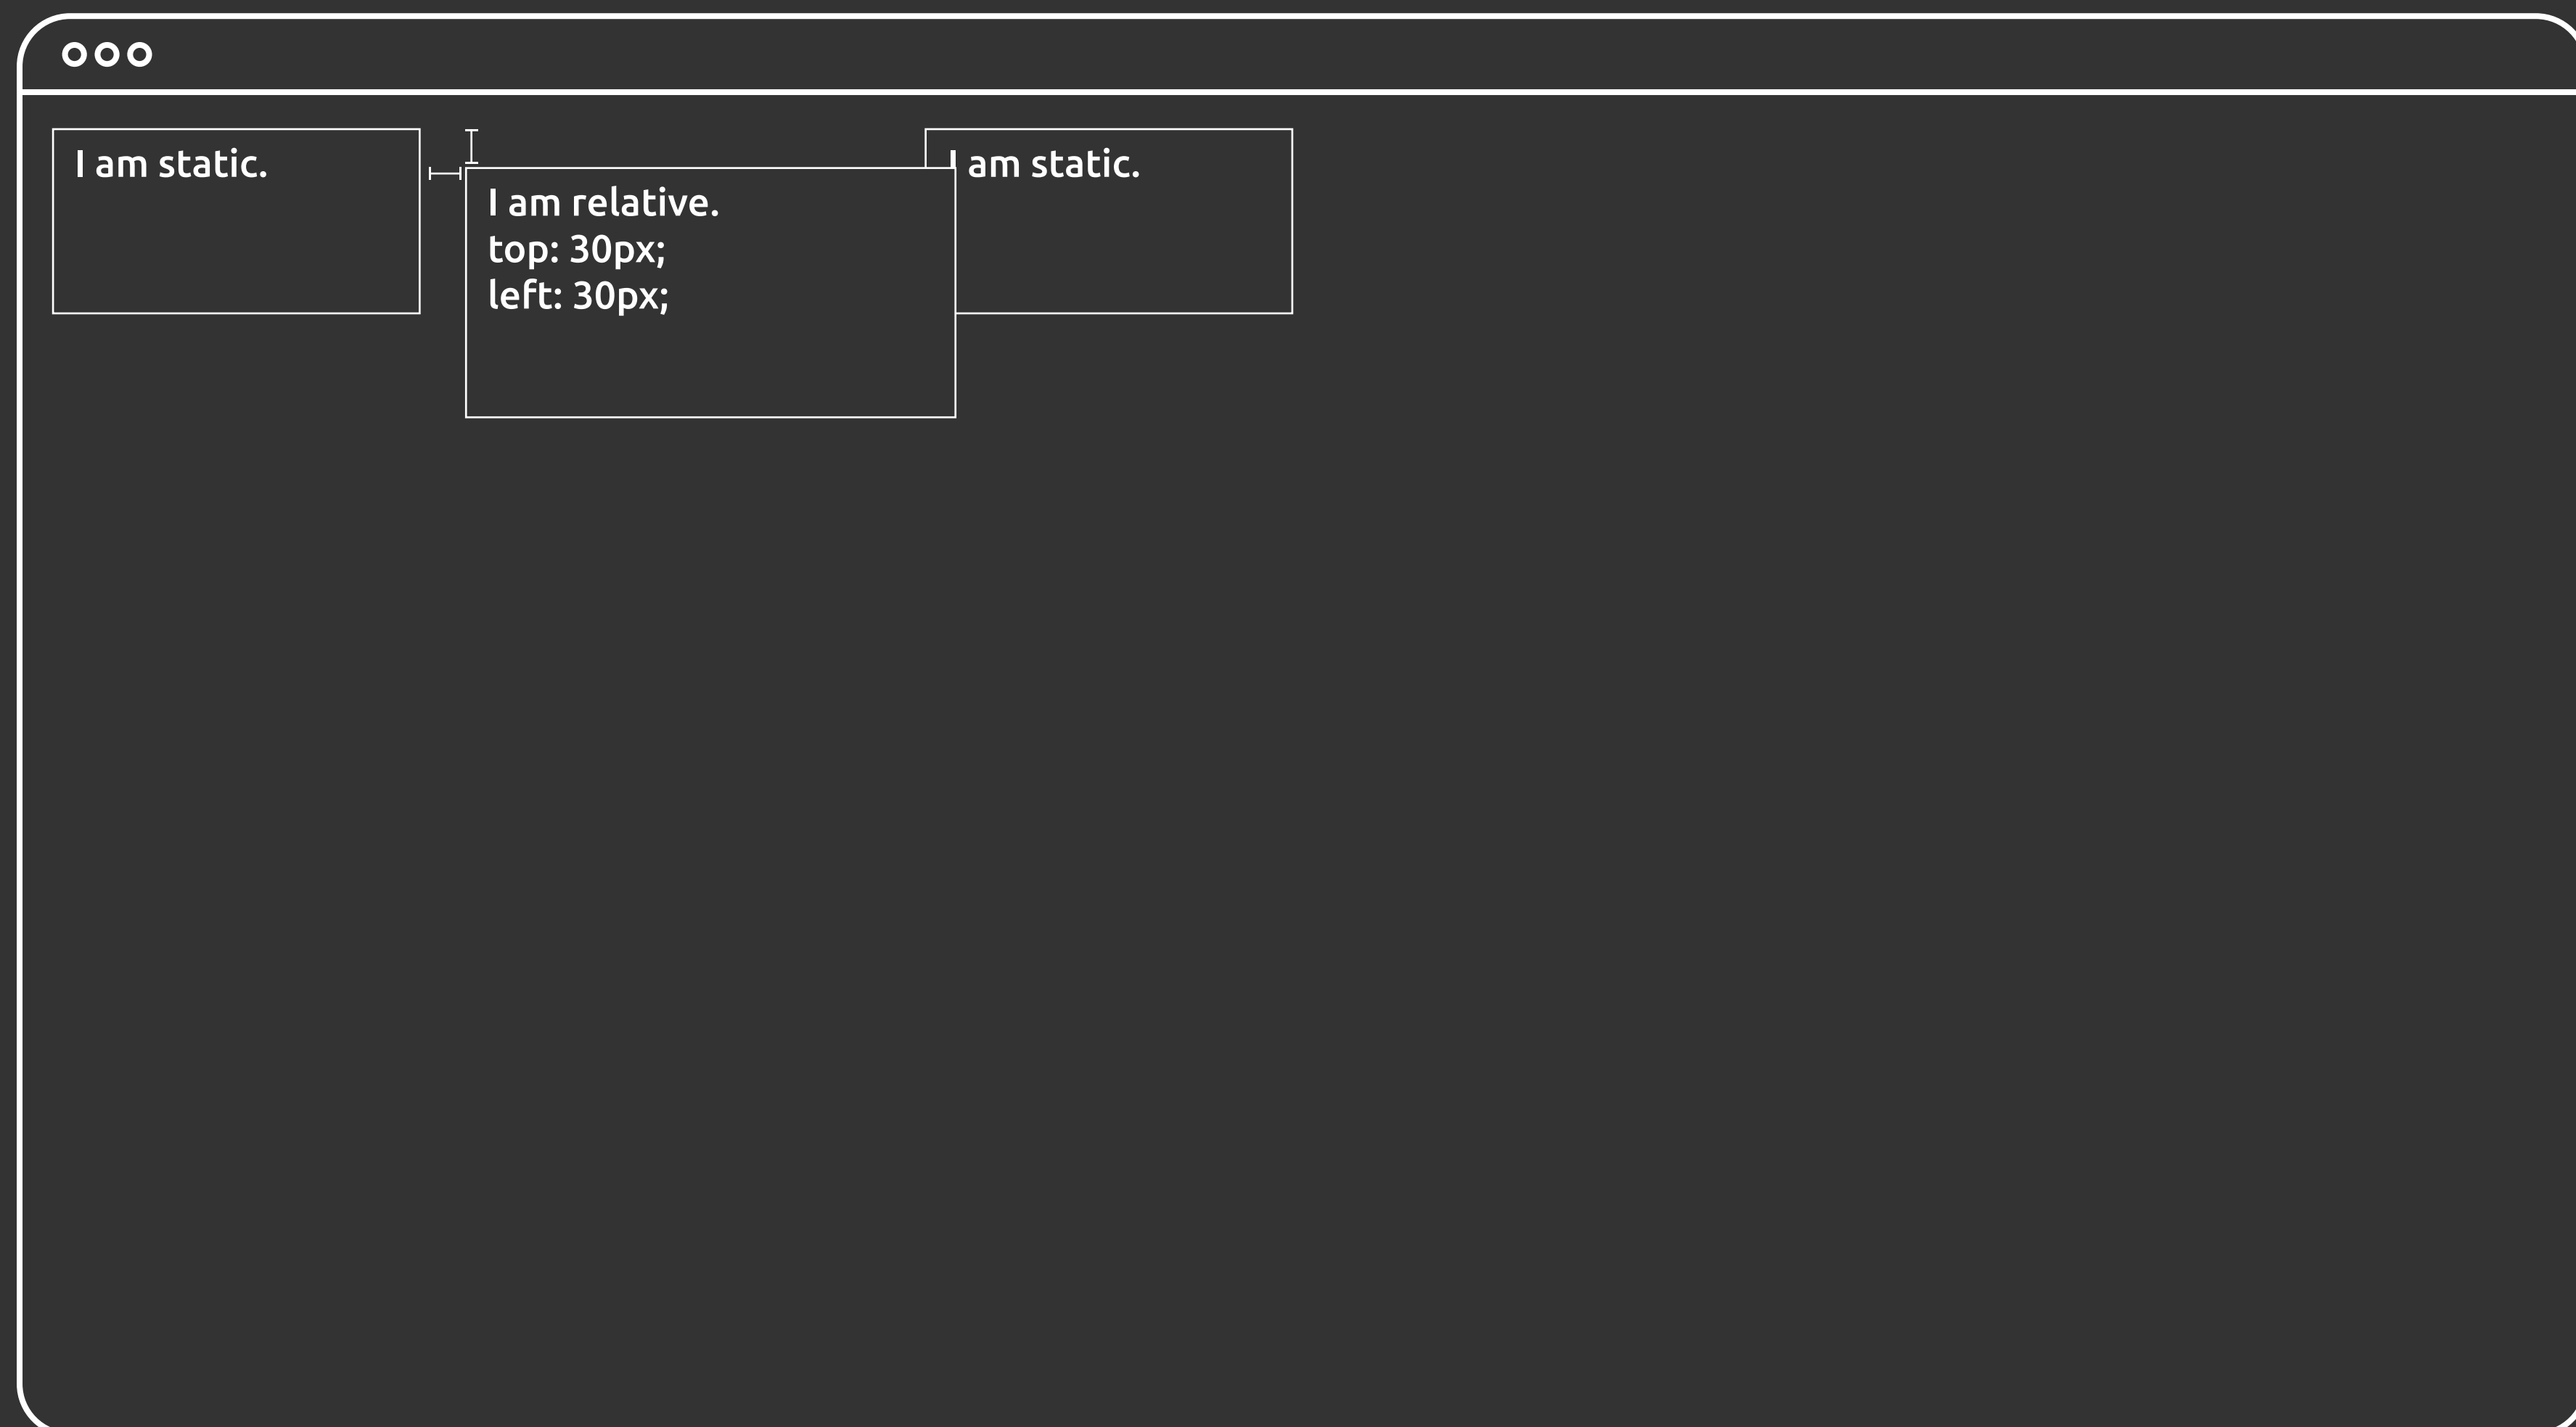 I am static.
I am relative.
top: 30px;
left: 30px;
I am static.